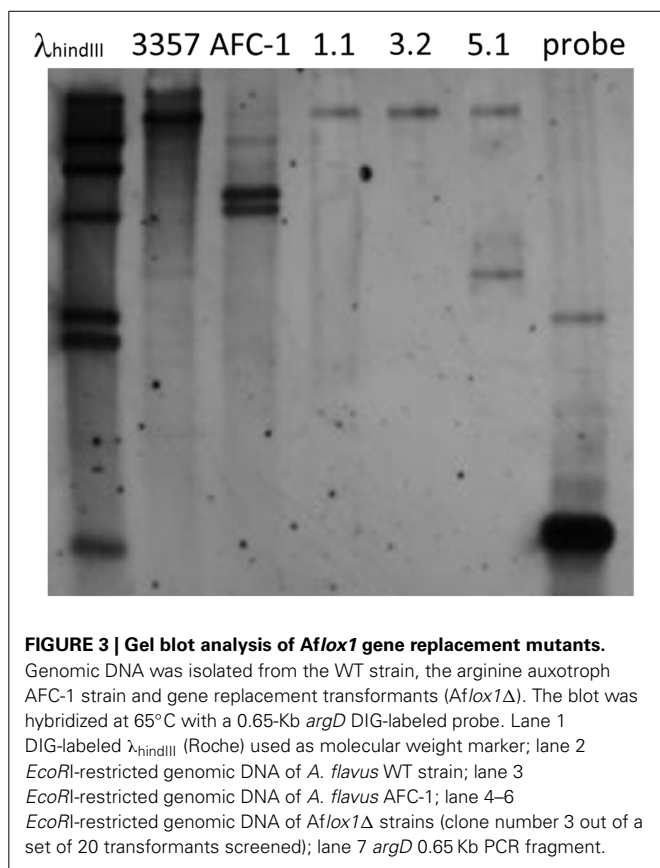 λhindIII 3357 AFC-1 1.1 3.2 5.1 probe
FIGURE 3 | Gel blot analysis of Aflox1 gene replacement mutants.
Genomic DNA was isolated from the WT strain, the arginine auxotroph
AFC-1 strain and gene replacement transformants (Aflox1Δ). The blot was
hybridized at 65°C with a 0.65-Kb argD DIG-labeled probe. Lane 1
DIG-labeled λhindIII (Roche) used as molecular weight marker; lane 2
EcoRI-restricted genomic DNA of A. flavus WT strain; lane 3
EcoRI-restricted genomic DNA of A. flavus AFC-1; lane 4–6
EcoRI-restricted genomic DNA of Aflox1Δ strains (clone number 3 out of a
set of 20 transformants screened); lane 7 argD 0.65 Kb PCR fragment.